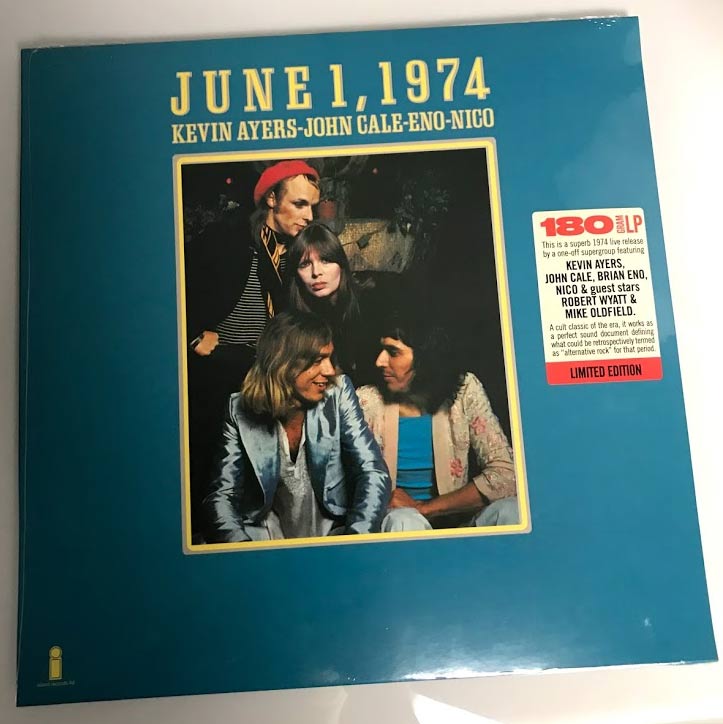 JUNE 1, 1974
KEVIN AYERS-JOHN CALE-ENO-NICO
180 GRAM LP
This is a superb 1974 live release
by a one-off supergroup featuring
KEVIN AYERS,
JOHN CALE, BRIAN ENO,
NICO & guest stars
ROBERT WYATT &
MIKE OLDFIELD.
A cult classic of the era, it works as
a perfect sound document defining
what could be retrospectively termed
as "alternative rock" for that period.
LIMITED EDITION
i
island records ltd